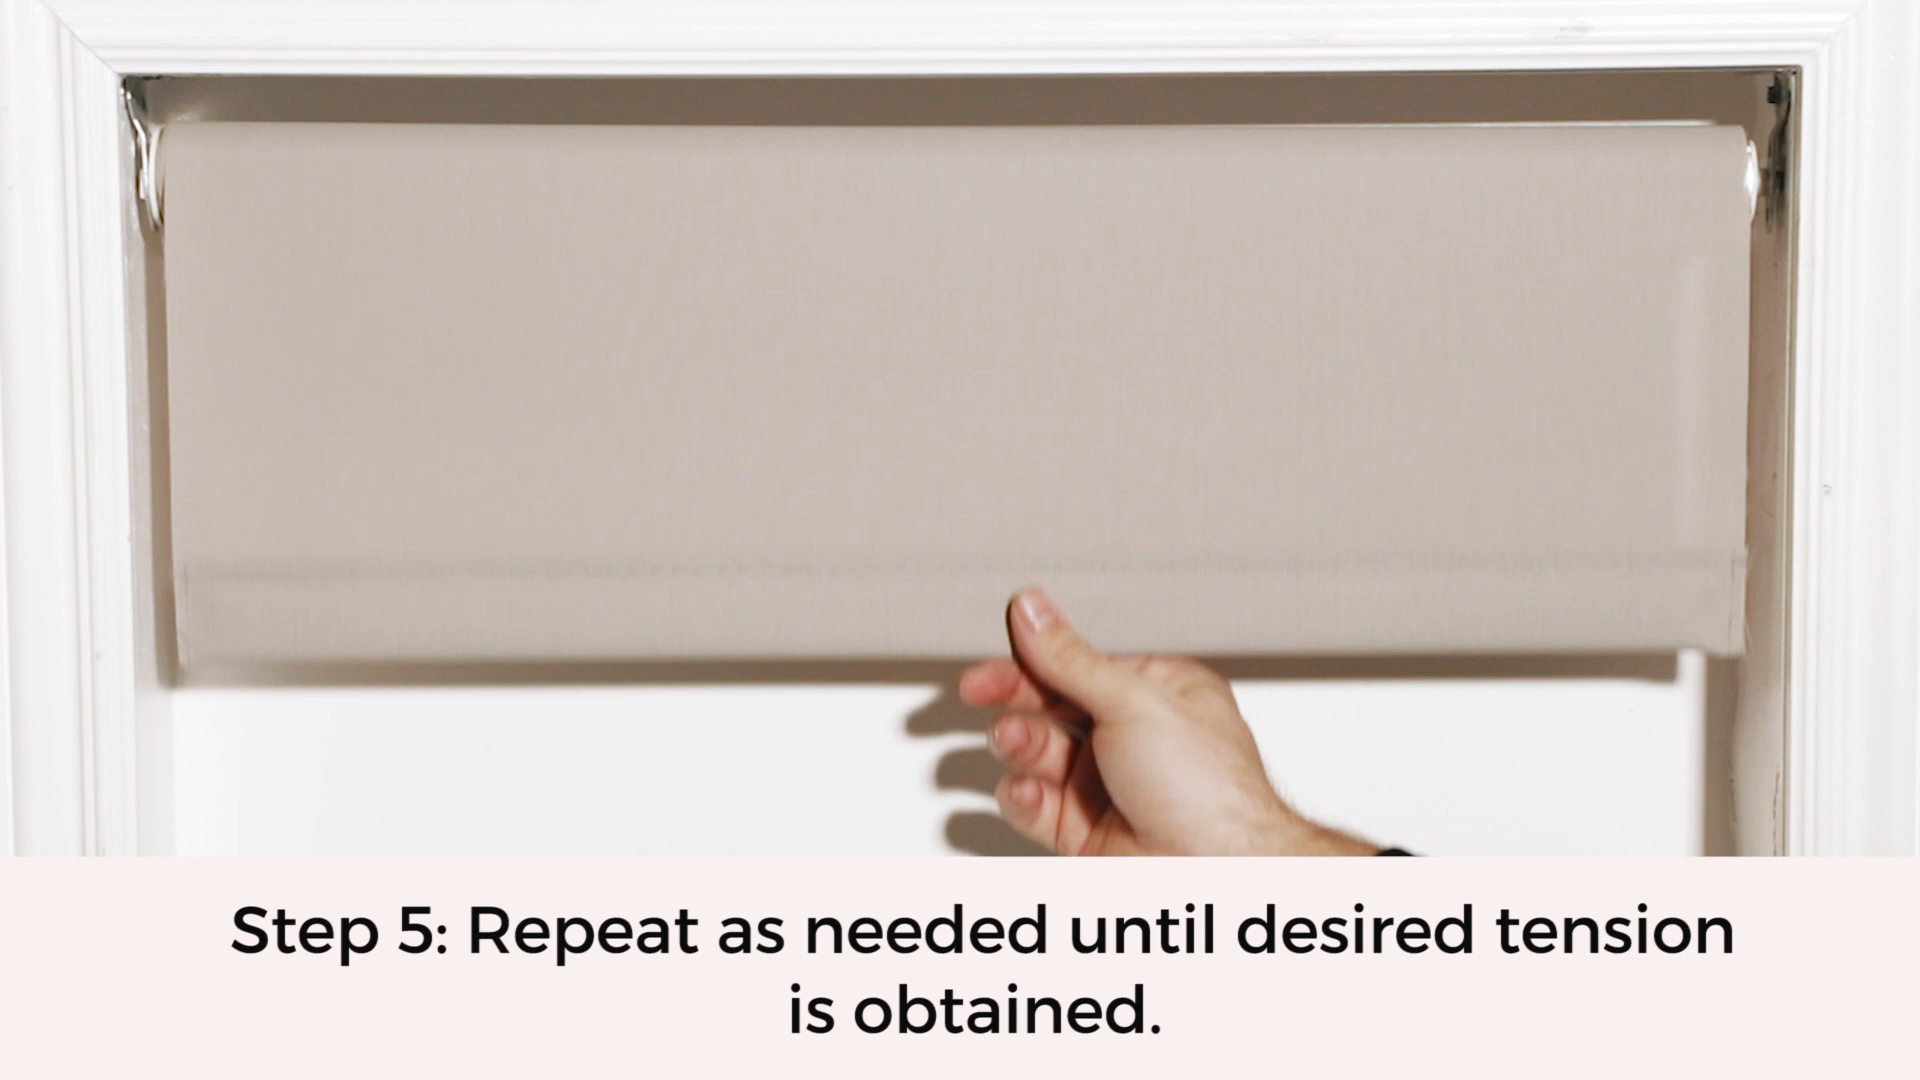 Step 5: Repeat as needed until desired tension
is obtained.